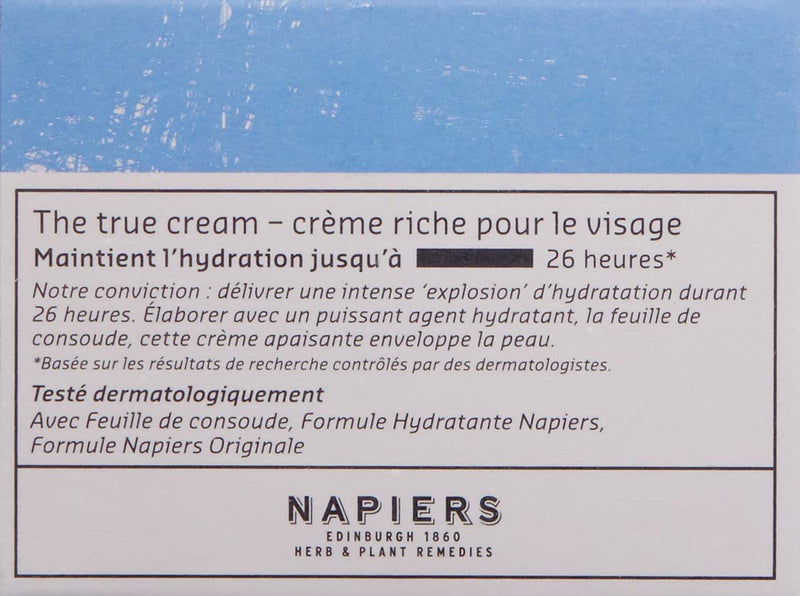 The true cream – crème riche pour le visage
Maintient l'hydration jusqu'à 26 heures*
Notre conviction : délivrer une intense 'explosion' d'hydratation durant
26 heures. Élaborer avec un puissant agent hydratant, la feuille de
consoude, cette crème apaisante enveloppe la peau.
*Basée sur les résultats de recherche contrôlés par des dermatologistes.
Testé dermatologiquement
Avec Feuille de consoude, Formule Hydratante Napiers,
Formule Napiers Originale
NAPIERS
EDINBURGH 1860
HERB & PLANT REMEDIES